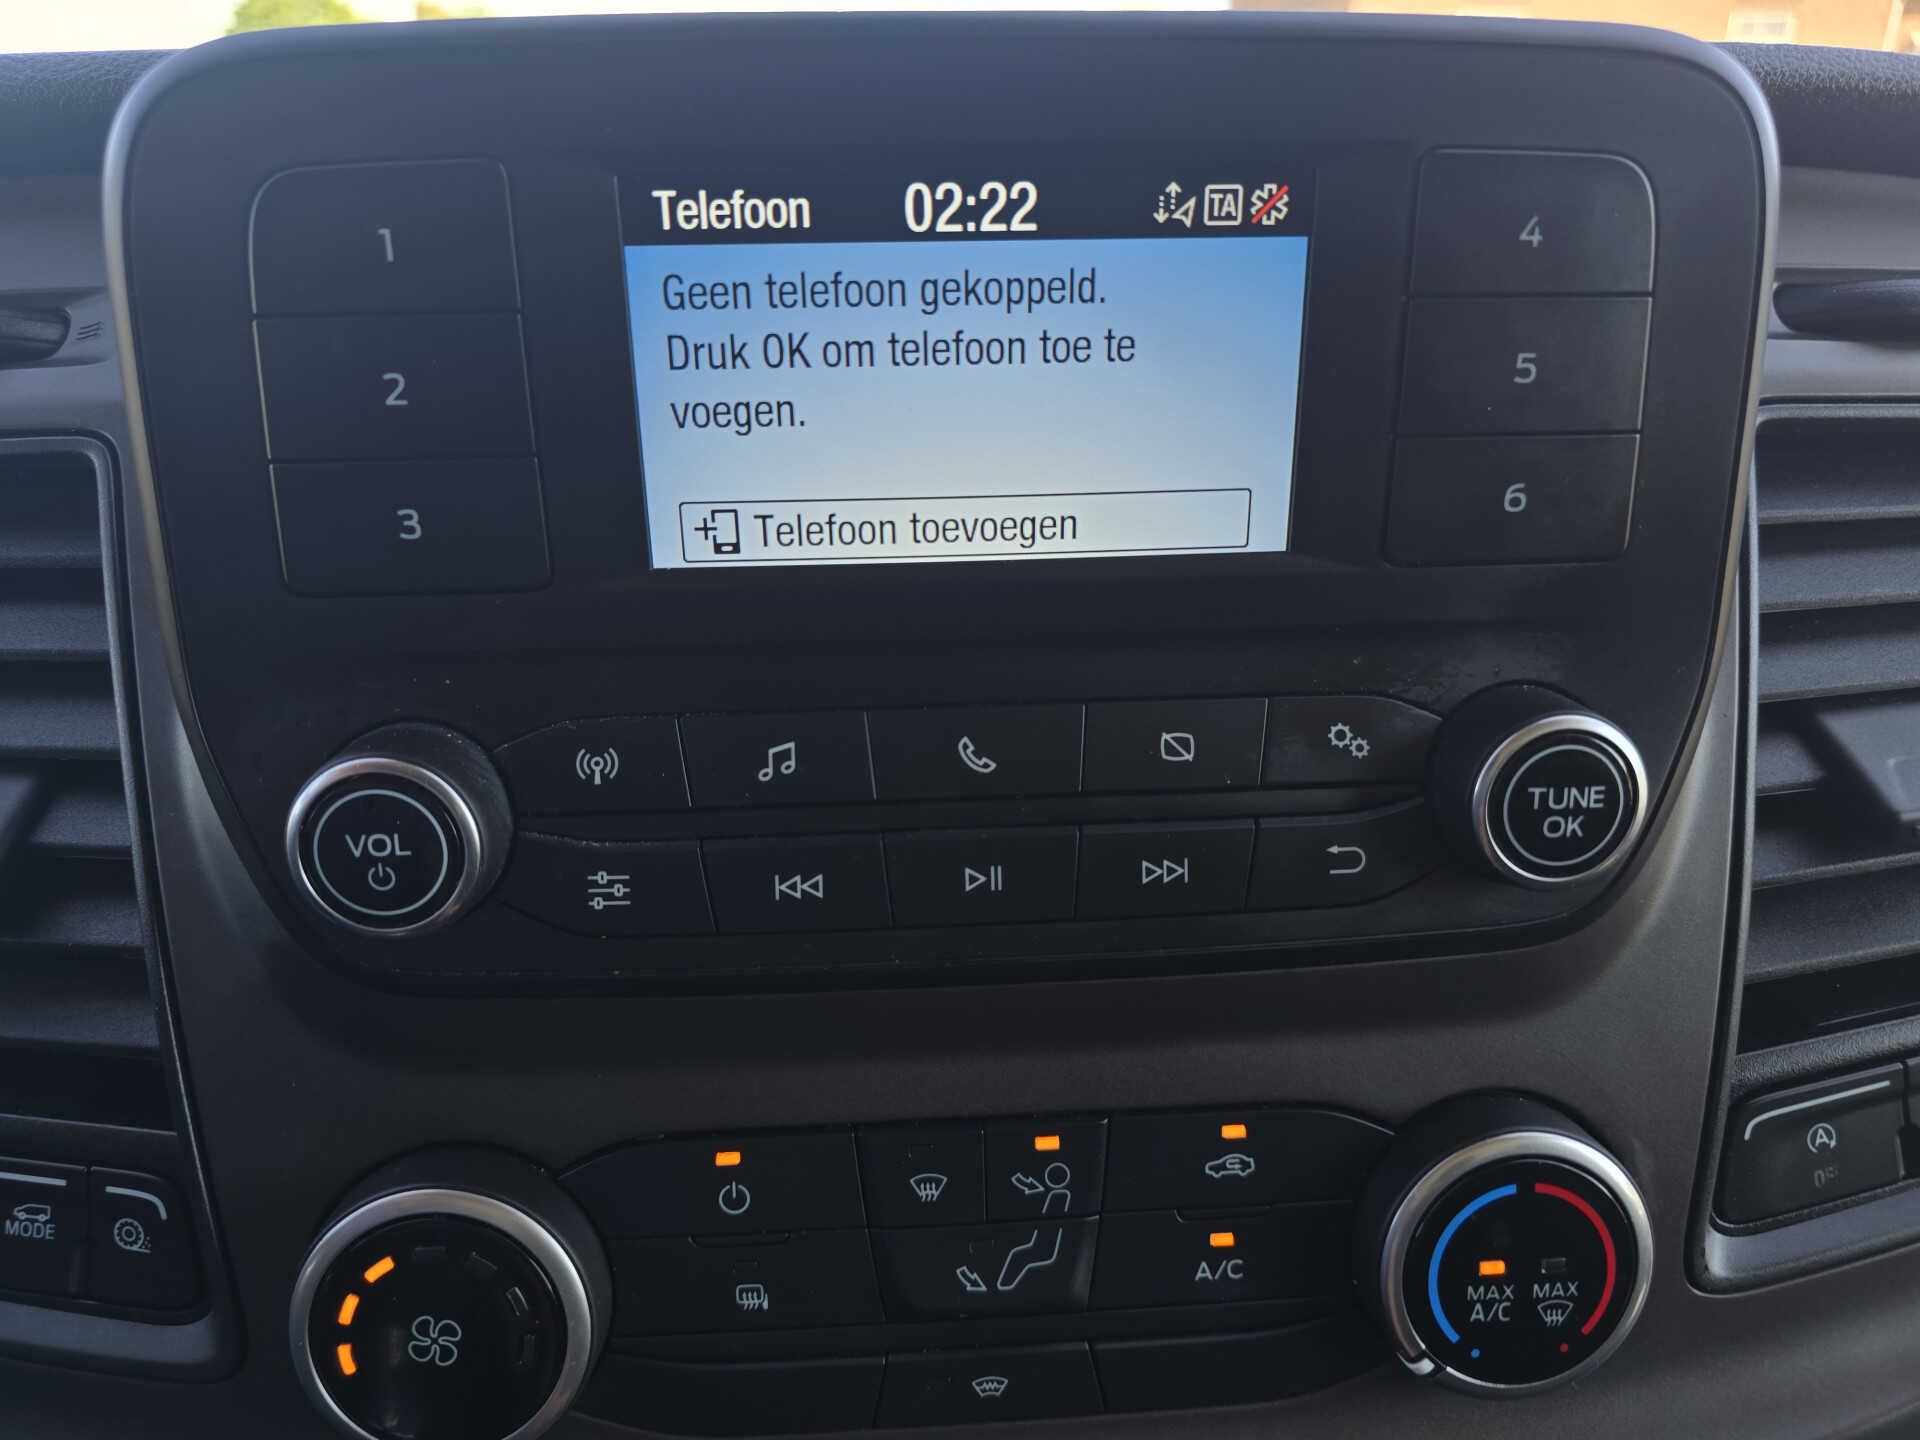 Telefoon 02:22 TA
Geen telefoon gekoppeld.
Druk OK om telefoon toe te
voegen.
Telefoon toevoegen
1
2
3
4
5
6
VOL
TUNE
OK
MODE
A/C
MAX
A/C
MAX
A
OFF